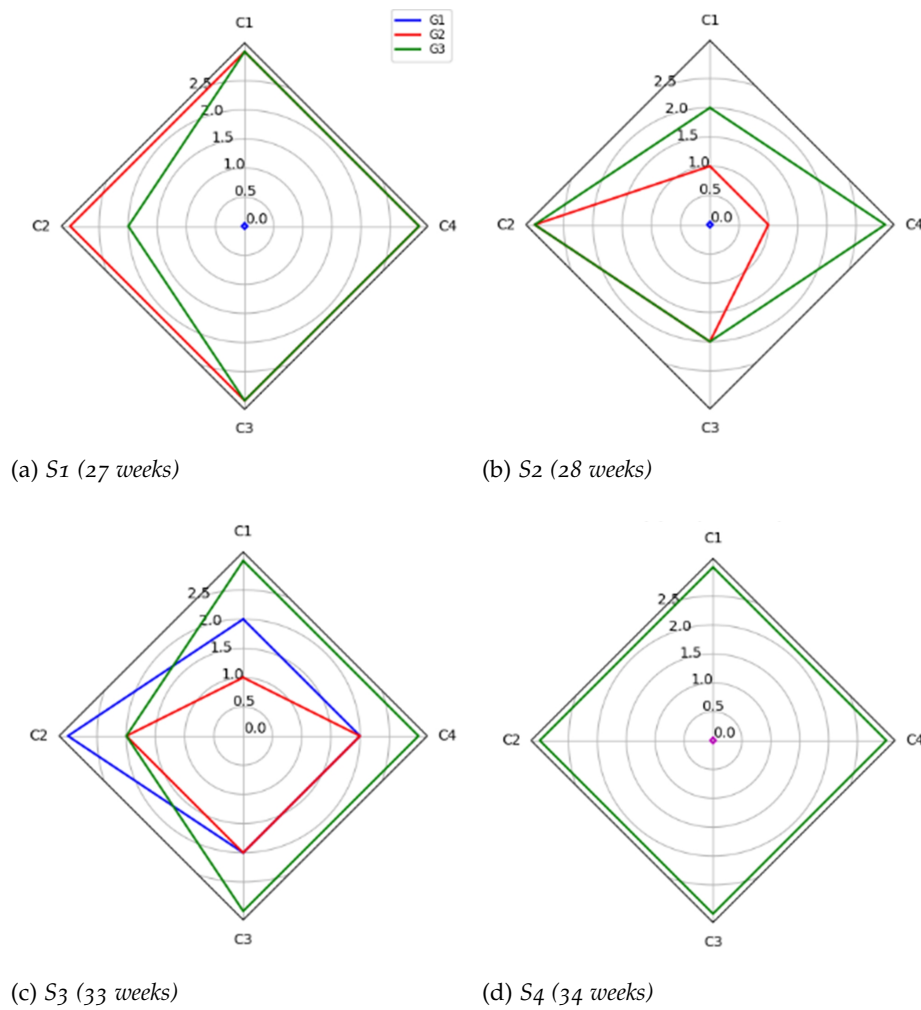 C1
G1
G2
G3
2.5
2.0
1.5
1.0
0.5
0.0
C2
C4
C3
(a) S1 (27 weeks)
C1
2.5
2.0
1.5
1.0
0.5
0.0
C2
C4
C3
(b) S2 (28 weeks)
C1
2.5
2.0
1.5
1.0
0.5
0.0
C2
C4
C3
(c) S3 (33 weeks)
C1
2.5
2.0
1.5
1.0
0.5
0.0
C2
C4
C3
(d) S4 (34 weeks)